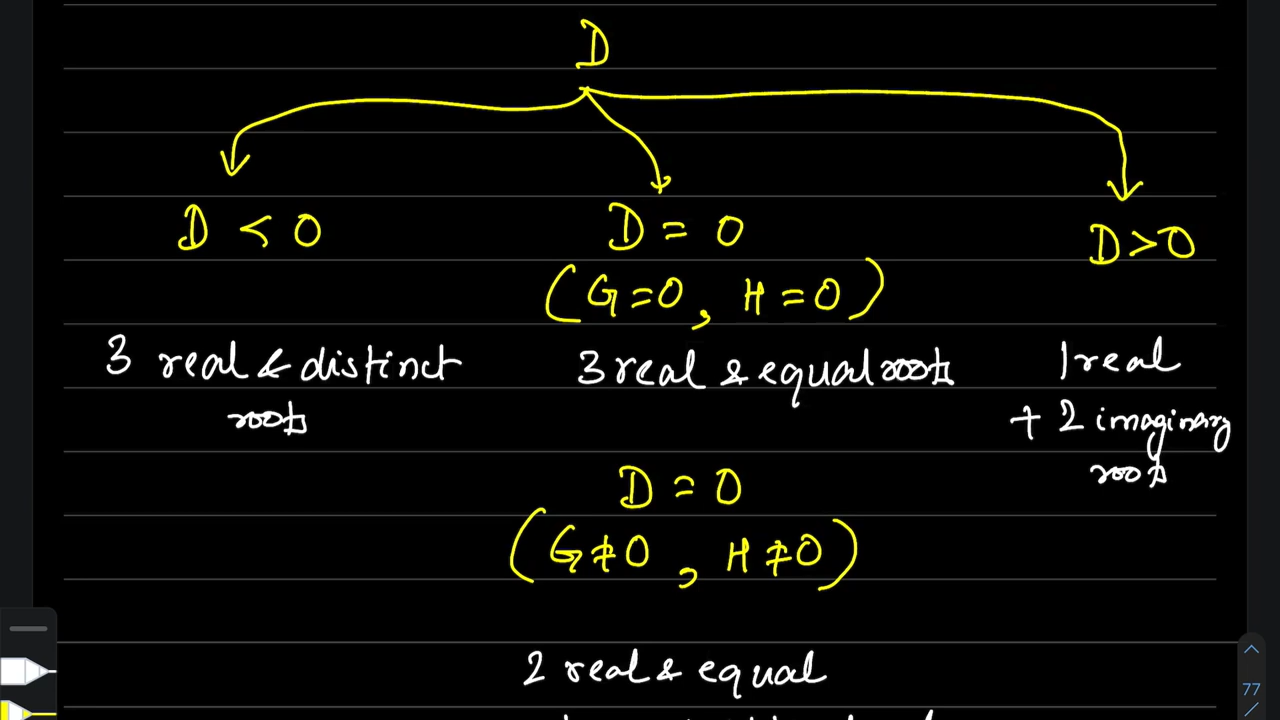 D
D < 0
D = 0
D > 0
(G = 0, H = 0)
3 real & distinct
roots
3 real & equal roots
1 real
+ 2 imaginary
roots
D = 0
(G ≠ 0, H ≠ 0)
2 real & equal
77